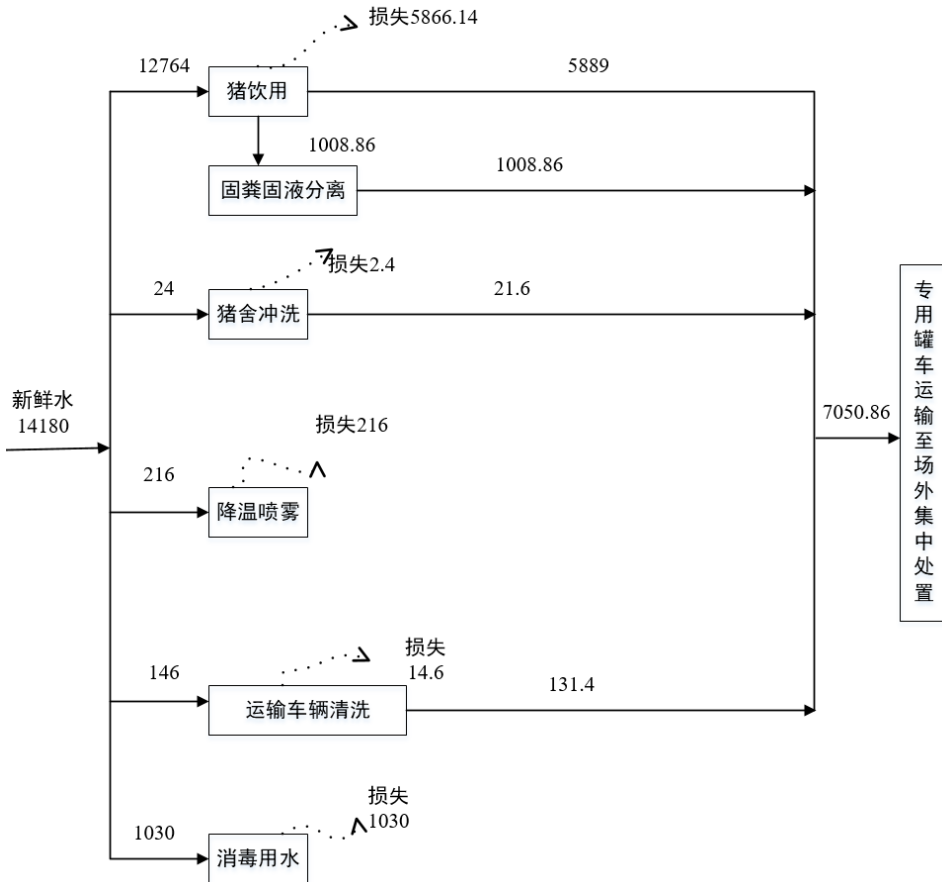 损失5866.14
12764
猪饮用
5889
1008.86
固粪固液分离
1008.86
损失2.4
24
猪舍冲洗
21.6
新鲜水
14180
损失216
216
降温喷雾
7050.86
专用罐车运输至场外集中处置
损失
14.6
146
运输车辆清洗
131.4
损失
1030
1030
消毒用水